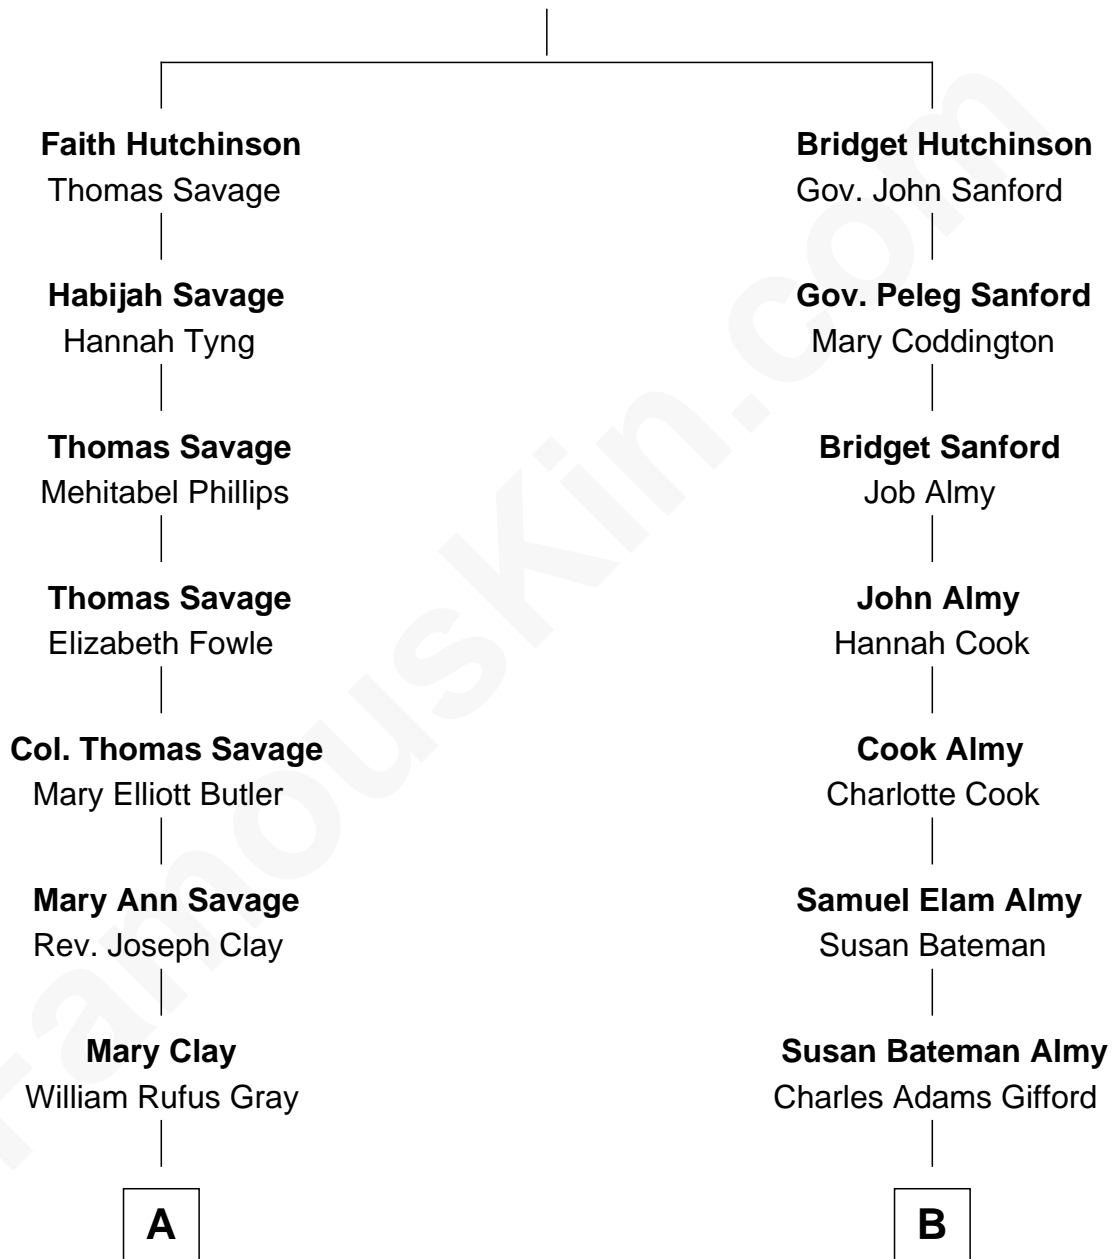 Faith Hutchinson
Thomas Savage
Habijah Savage
Hannah Tyng
Thomas Savage
Mehitabel Phillips
Thomas Savage
Elizabeth Fowle
Col. Thomas Savage
Mary Elliott Butler
Mary Ann Savage
Rev. Joseph Clay
Mary Clay
William Rufus Gray
A
Bridget Hutchinson
Gov. John Sanford
Gov. Peleg Sanford
Mary Coddington
Bridget Sanford
Job Almy
John Almy
Hannah Cook
Cook Almy
Charlotte Cook
Samuel Elam Almy
Susan Bateman
Susan Bateman Almy
Charles Adams Gifford
B
FamousKin.com